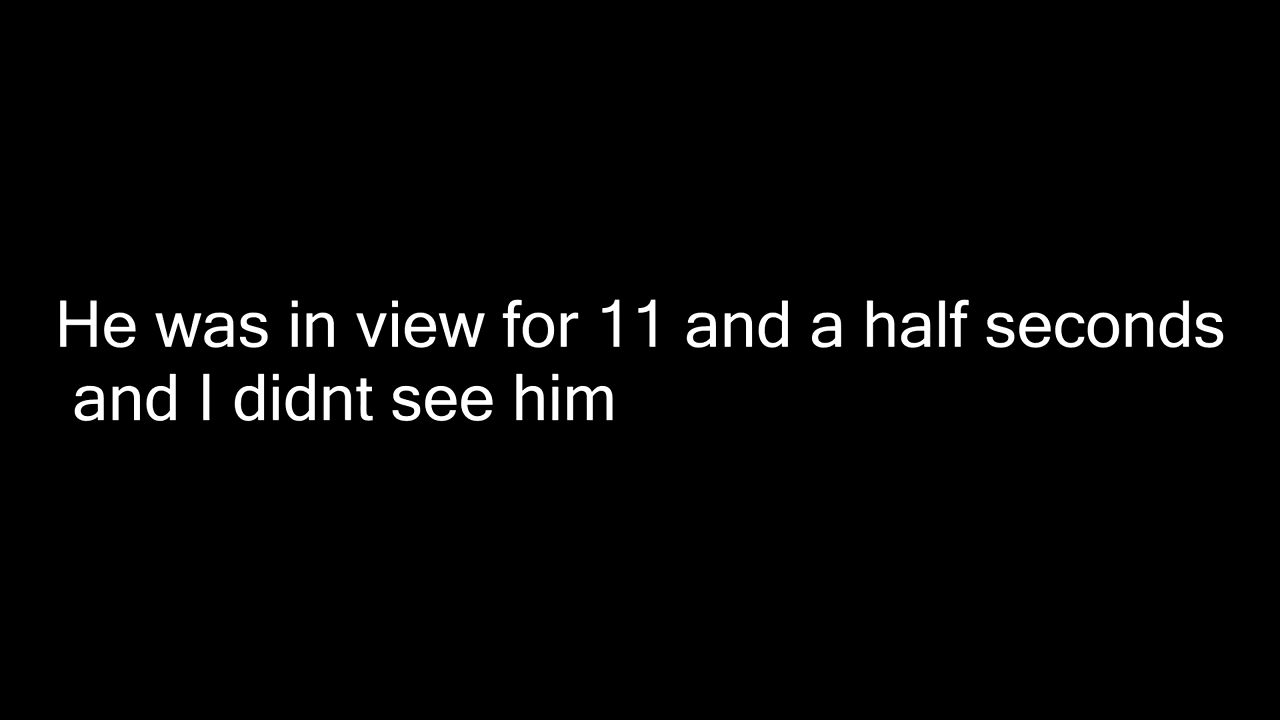 He was in view for 11 and a half seconds
and I didnt see him